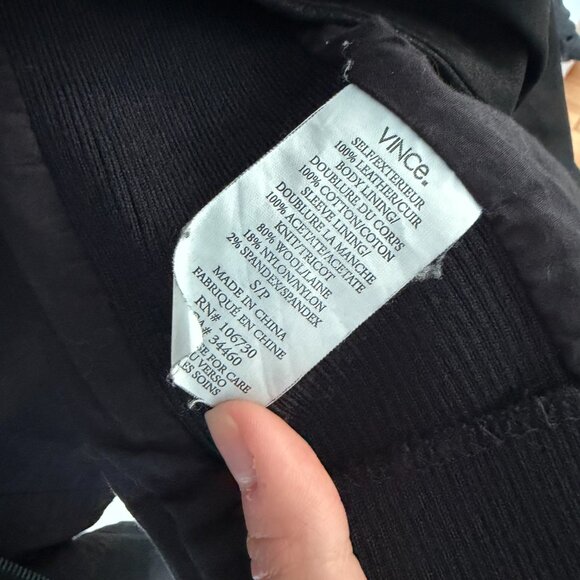 VINCe.
SELF/EXTERIEUR
100% LEATHER/CUIR
BODY LINING/
DOUBLURE DU CORPS
100% COTTON/COTON
SLEEVE LINING/
DOUBLURE LA MANCHE
100% ACETATE/ACETATE
KNIT/TRICOT
80% WOOL/LAINE
18% NYLON/NYLON
2% SPANDEX/SPANDEX
S/P
MADE IN CHINA
FABRIQUÉ EN CHINE
RN# 106730
# 34460
FOR CARE
VERSO
SOINS